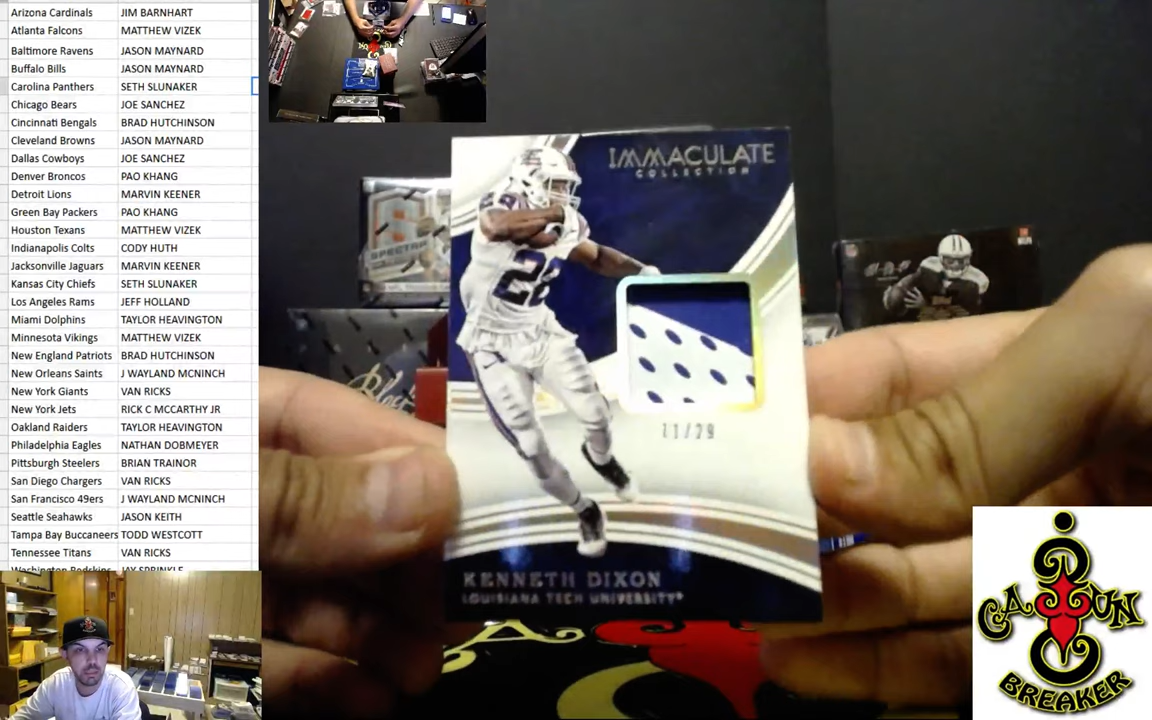 Arizona Cardinals JIM BARNHART
Atlanta Falcons MATTHEW VIZEK
Baltimore Ravens JASON MAYNARD
Buffalo Bills JASON MAYNARD
Carolina Panthers SETH SLUNAKER
Chicago Bears JOE SANCHEZ
Cincinnati Bengals BRAD HUTCHINSON
Cleveland Browns JASON MAYNARD
Dallas Cowboys JOE SANCHEZ
Denver Broncos PAO KHANG
Detroit Lions MARVIN KEENER
Green Bay Packers PAO KHANG
Houston Texans MATTHEW VIZEK
Indianapolis Colts CODY HUTH
Jacksonville Jaguars MARVIN KEENER
Kansas City Chiefs SETH SLUNAKER
Los Angeles Rams JEFF HOLLAND
Miami Dolphins TAYLOR HEAVINGTON
Minnesota Vikings MATTHEW VIZEK
New England Patriots BRAD HUTCHINSON
New Orleans Saints J WAYLAND MCNINCH
New York Giants VAN RICKS
New York Jets RICK C MCCARTHY JR
Oakland Raiders TAYLOR HEAVINGTON
Philadelphia Eagles NATHAN DOBMEYER
Pittsburgh Steelers BRIAN TRAINOR
San Diego Chargers VAN RICKS
San Francisco 49ers J WAYLAND MCNINCH
Seattle Seahawks JASON KEITH
Tampa Bay Buccaneers TODD WESTCOTT
Tennessee Titans VAN RICKS
Washington Redskins JAY SPRINKLE
IMMACULATE
COLLECTION
SPECTRA
28
11/29
KENNETH DIXON
LOUISIANA TECH UNIVERSITY
CAJUN
BREAKER